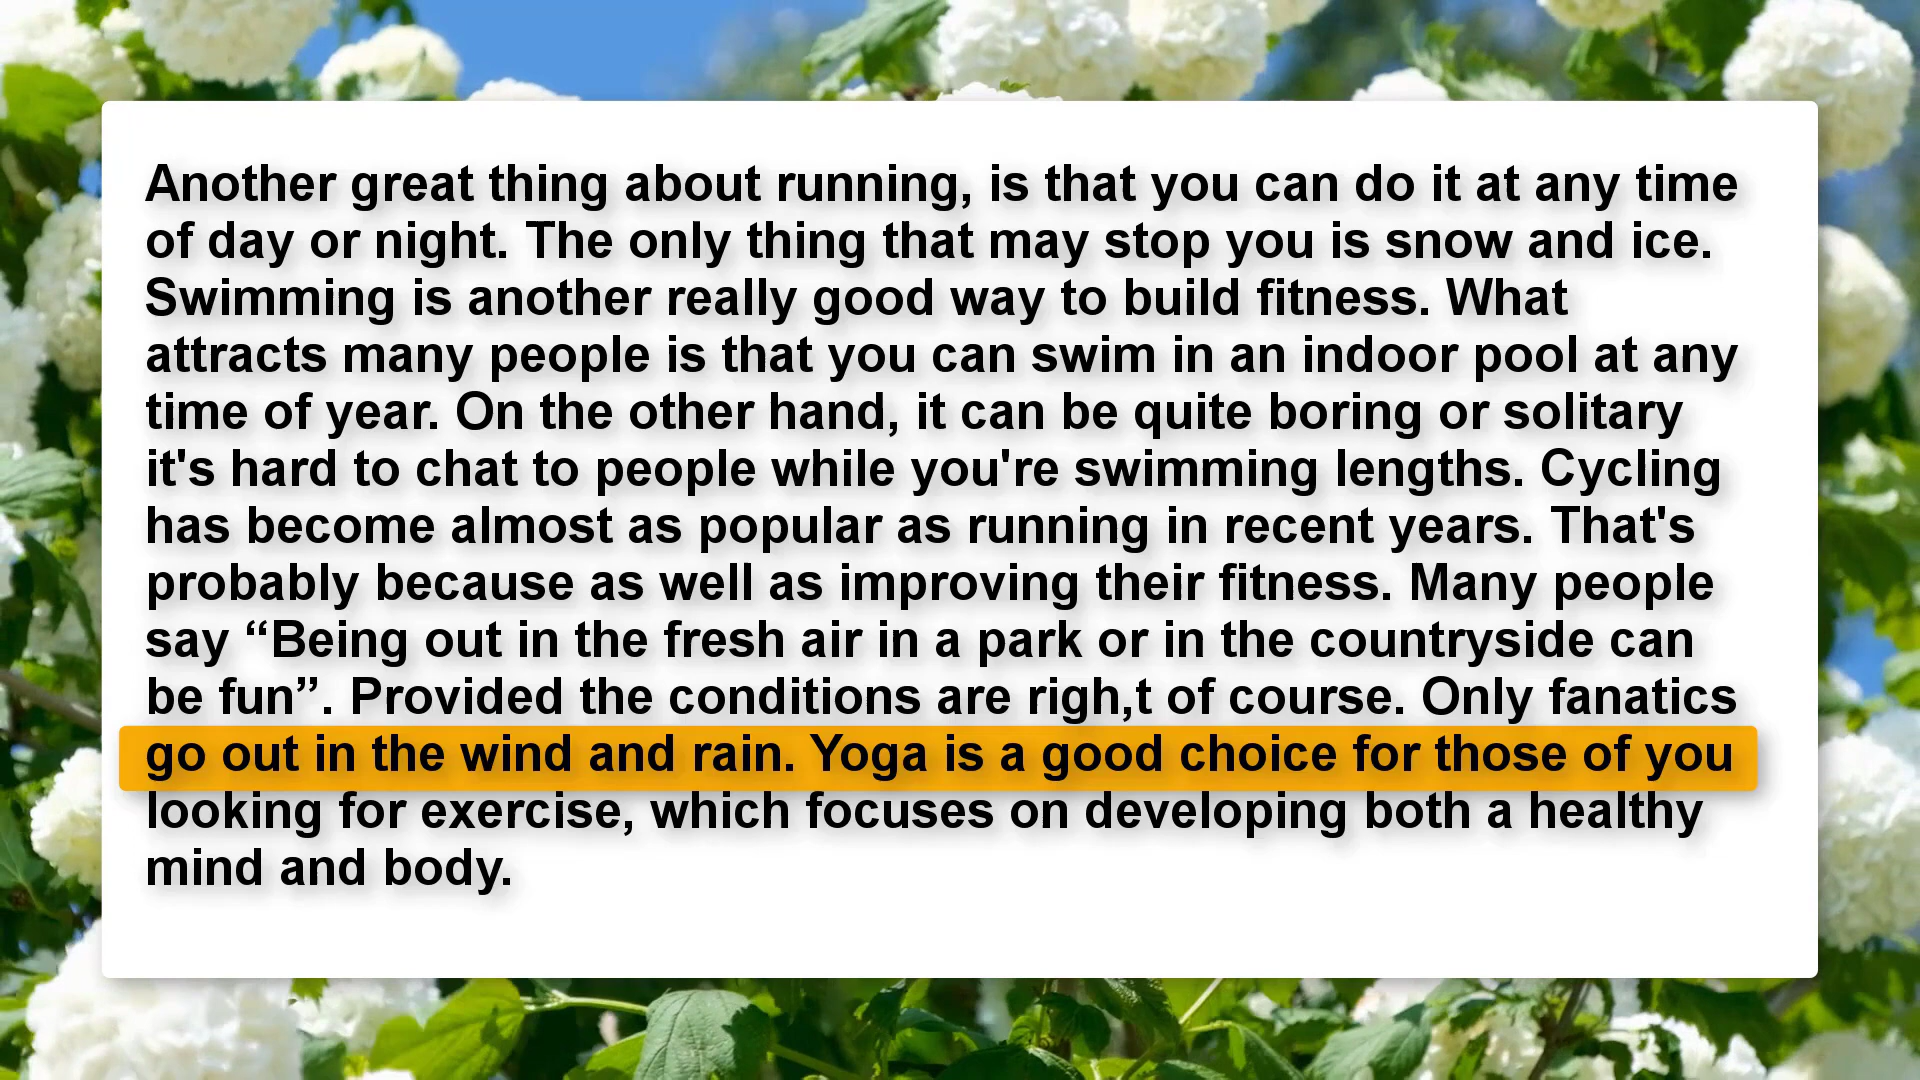 Another great thing about running, is that you can do it at any time
of day or night. The only thing that may stop you is snow and ice.
Swimming is another really good way to build fitness. What
attracts many people is that you can swim in an indoor pool at any
time of year. On the other hand, it can be quite boring or solitary
it's hard to chat to people while you're swimming lengths. Cycling
has become almost as popular as running in recent years. That's
probably because as well as improving their fitness. Many people
say “Being out in the fresh air in a park or in the countryside can
be fun”. Provided the conditions are righ,t of course. Only fanatics
go out in the wind and rain. Yoga is a good choice for those of you
looking for exercise, which focuses on developing both a healthy
mind and body.